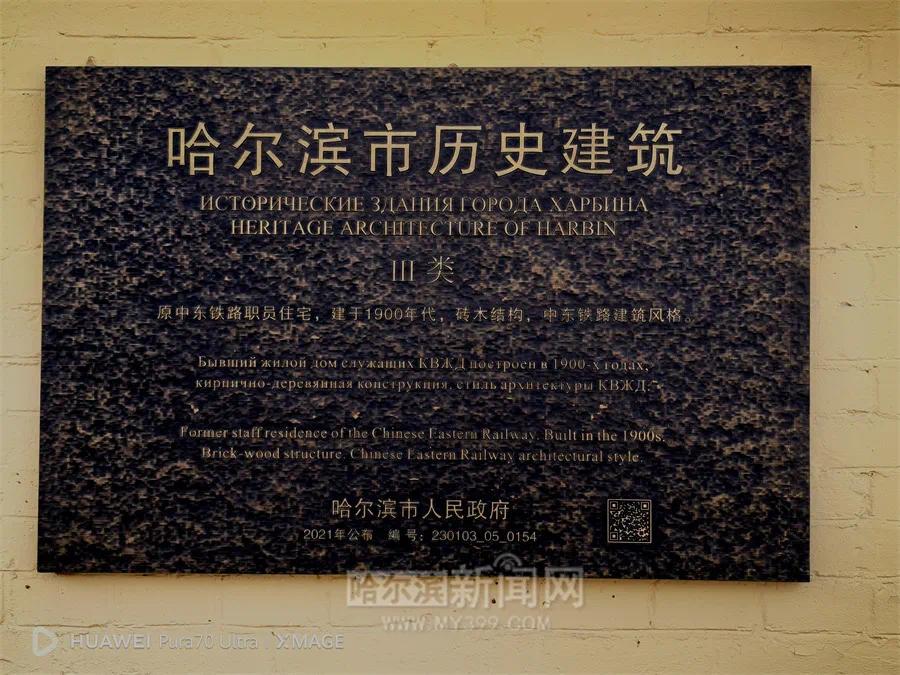 哈尔滨市历史建筑
ИСТОРИЧЕСКИЕ ЗДАНИЯ ГОРОДА ХАРБИНА
HERITAGE ARCHITECTURE OF HARBIN
III 类
原中东铁路职员住宅，建于1900年代，砖木结构，中东铁路建筑风格。
Бывший жилой дом служащих КВЖД построен в 1900-х годах,
кирпично-деревянная конструкция, стиль архитектуры КВЖД.
Former staff residence of the Chinese Eastern Railway. Built in the 1900s.
Brick-wood structure. Chinese Eastern Railway architectural style.
哈尔滨市人民政府
2021年公布 编号：230103_05_0154
哈尔滨新闻网
www.MY399.COM
HUAWEI Pura70 Ultra | XMAGE